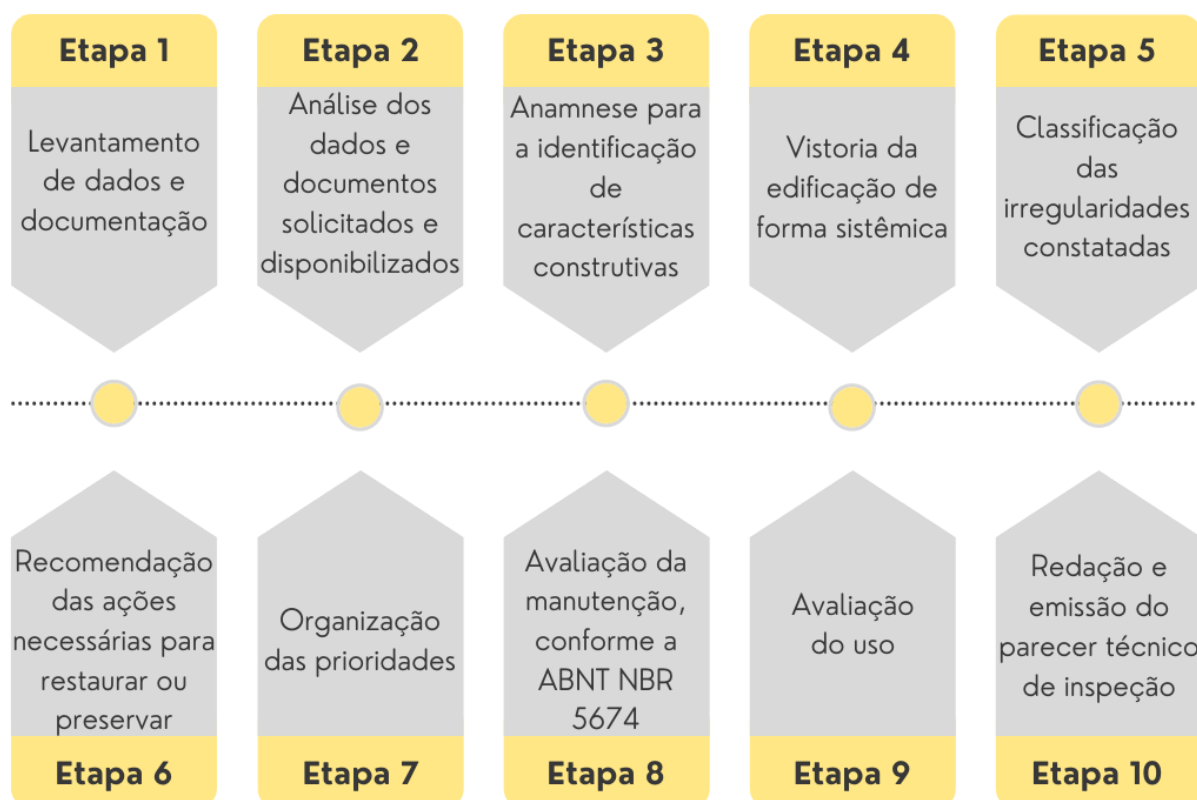 Etapa 1
Levantamento
de dados e
documentação
Etapa 2
Análise dos
dados e
documentos
solicitados e
disponibilizados
Etapa 3
Anamnese para
a identificação
de
características
construtivas
Etapa 4
Vistoria da
edificação de
forma sistêmica
Etapa 5
Classificação
das
irregularidades
constatadas
Recomendação
das ações
necessárias para
restaurar ou
preservar
Etapa 6
Organização
das prioridades
Etapa 7
Avaliação da
manutenção,
conforme a
ABNT NBR
5674
Etapa 8
Avaliação
do uso
Etapa 9
Redação e
emissão do
parecer técnico
de inspeção
Etapa 10